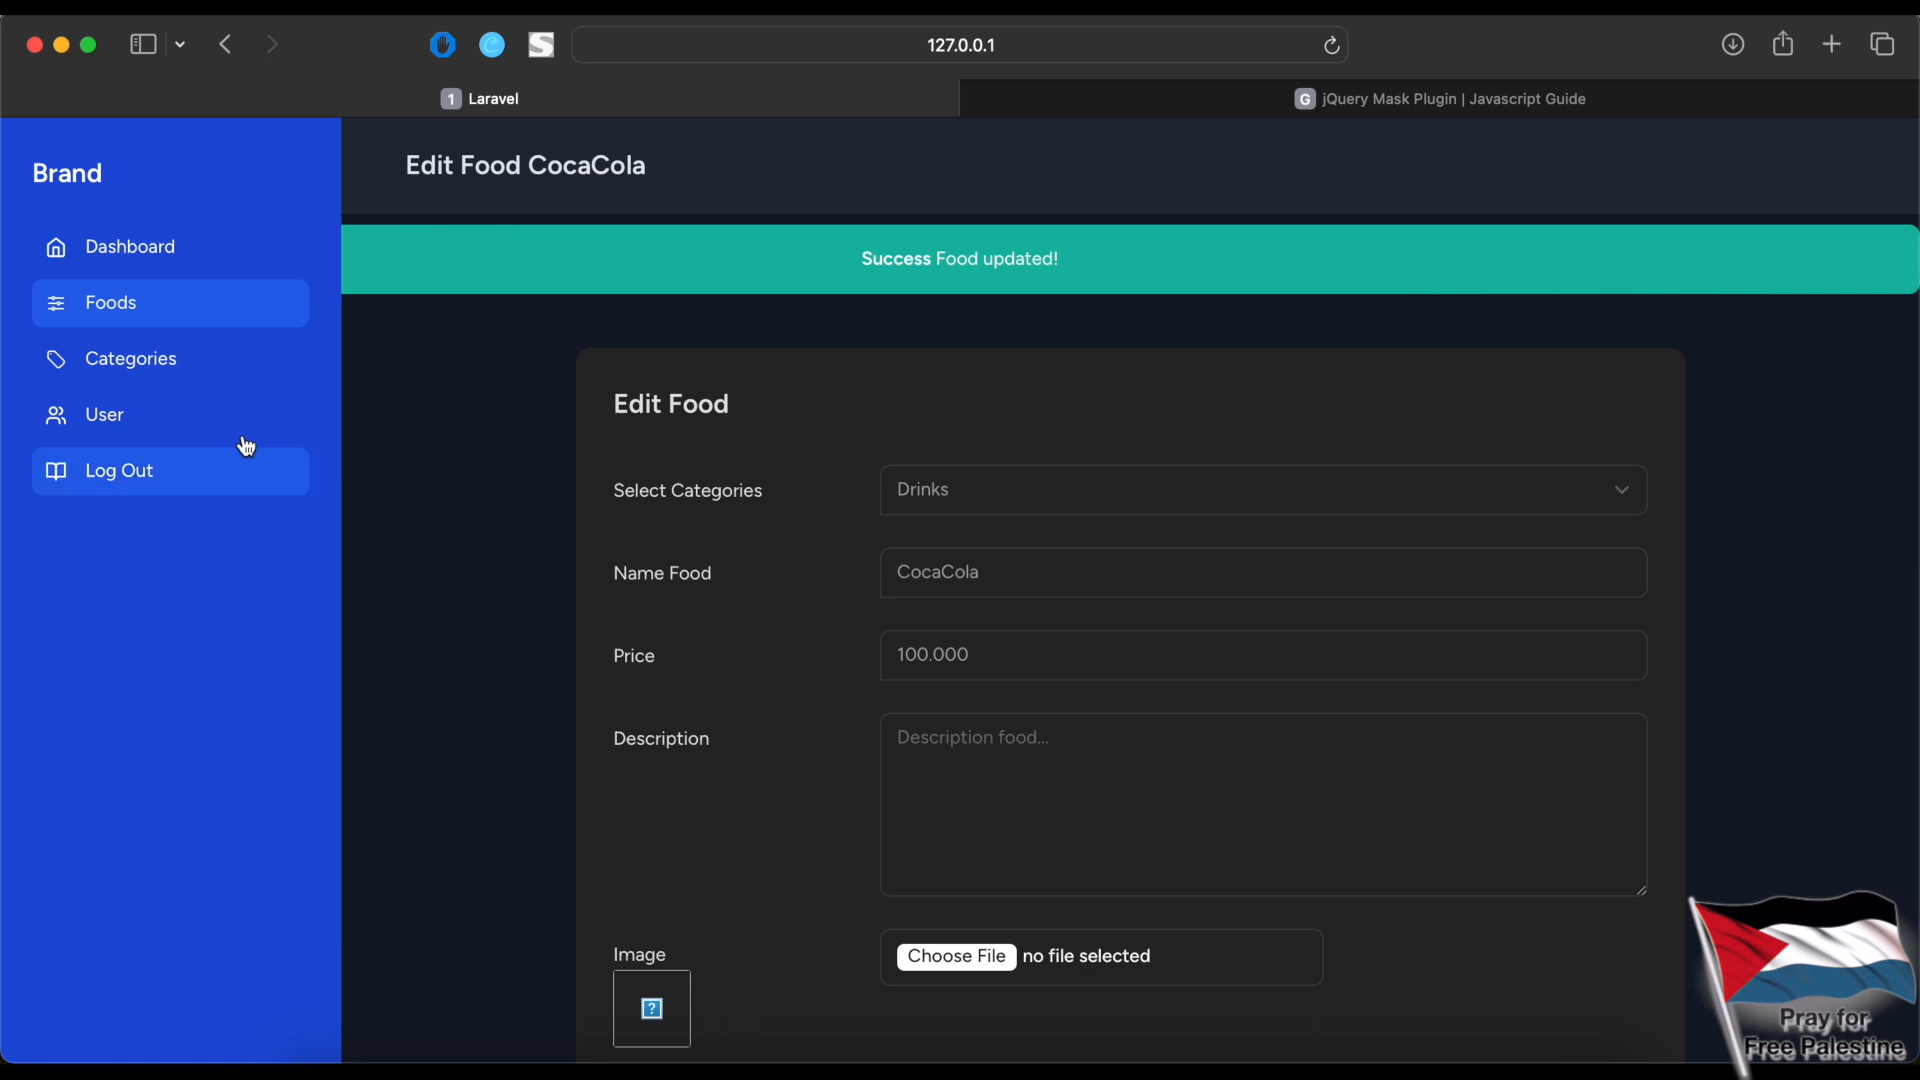 127.0.0.1
1 Laravel
G jQuery Mask Plugin | Javascript Guide
Brand
Dashboard
Foods
Categories
User
Log Out
Edit Food CocaCola
Success Food updated!
Edit Food
Select Categories
Drinks
Name Food
CocaCola
Price
100.000
Description
Description food...
Image
Choose File no file selected
?
Pray for
Free Palestine